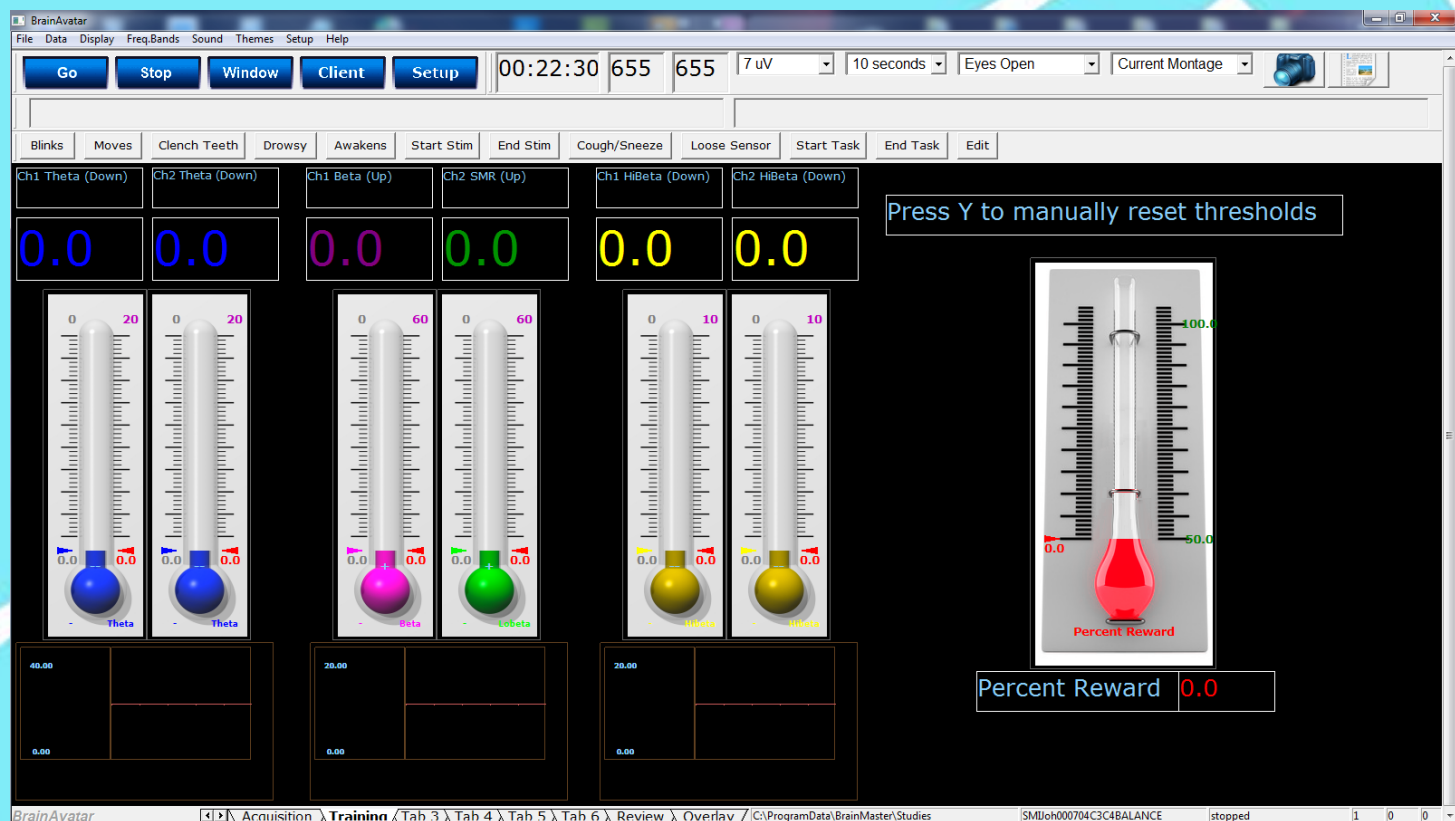 BrainAvatar
File Data Display Freq.Bands Sound Themes Setup Help
Go Stop Window Client Setup 00:22:30 655 655 7 uV 10 seconds Eyes Open Current Montage
Blinks Moves Clench Teeth Drowsy Awakens Start Stim End Stim Cough/Sneeze Loose Sensor Start Task End Task Edit
Ch1 Theta (Down) Ch2 Theta (Down) Ch1 Beta (Up) Ch2 SMR (Up) Ch1 HiBeta (Down) Ch2 HiBeta (Down)
Press Y to manually reset thresholds
0.0 0.0 0.0 0.0 0.0 0.0
0 20 0 20 0 60 0 60 0 10 0 10
100.0
50.0
0.0
0.0 0.0 0.0 0.0 0.0 0.0 0.0 0.0 0.0 0.0 0.0 0.0
- Theta - Theta - Beta - Lobeta - Hibeta - Hibeta
Percent Reward
40.00 20.00 20.00
Percent Reward 0.0
0.00 0.00 0.00
BrainAvatar Acquisition Training Tab 3 Tab 4 Tab 5 Tab 6 Review Overlay C:\ProgramData\BrainMaster\Studies SMIJoh000704C3C4BALANCE stopped 1 0 0